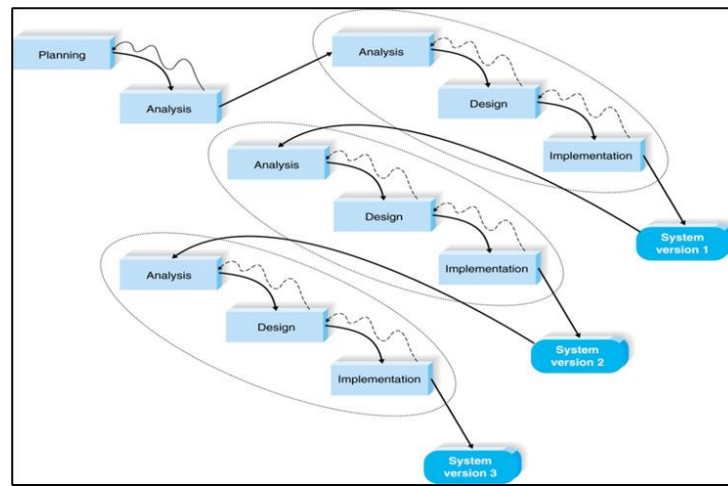 Planning
Analysis
Analysis
Design
Implementation
System
version 1
Analysis
Design
Implementation
System
version 2
Analysis
Design
Implementation
System
version 3